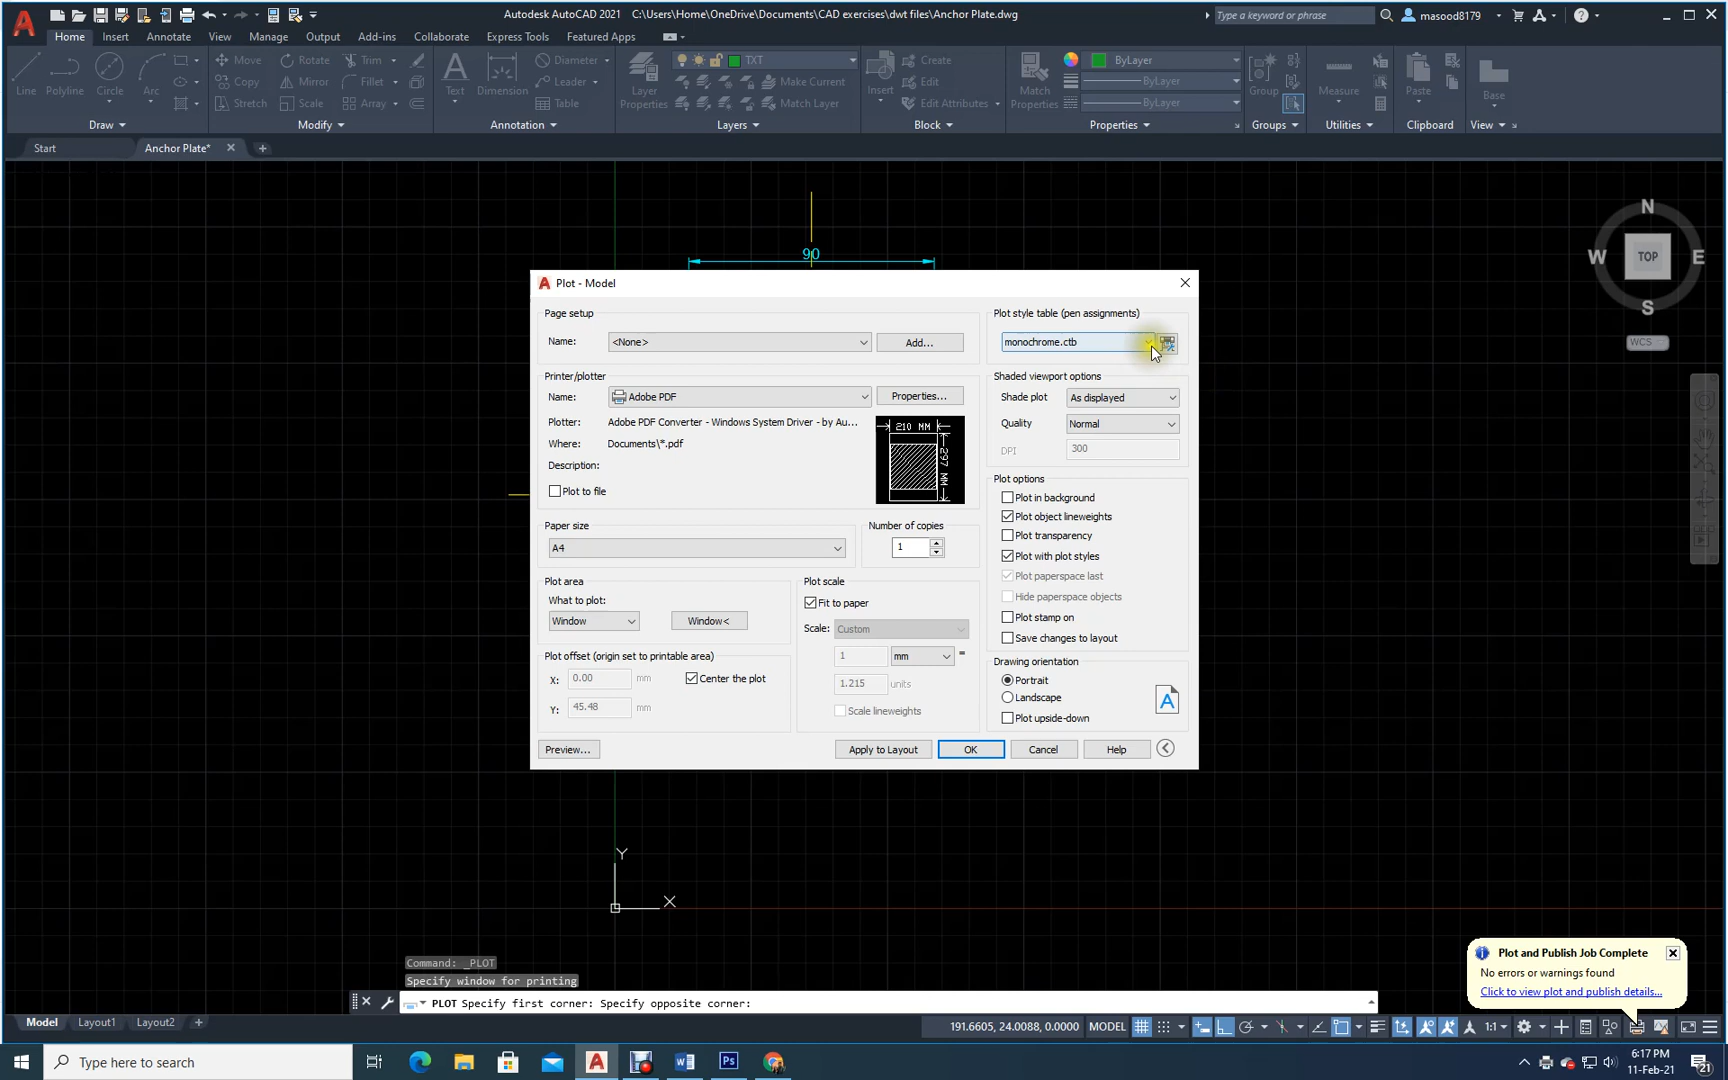 Autodesk AutoCAD 2021 C:\Users\Home\OneDrive\Documents\CAD exercises\dwt files\Anchor Plate.dwg
Type a keyword or phrase
masood8179
Home Insert Annotate View Manage Output Add-ins Collaborate Express Tools Featured Apps
Line Polyline Circle Arc
Move Rotate Trim
Copy Mirror Fillet
Stretch Scale Array
Text Dimension
Diameter
Leader
Table
Layer Properties
TXT
Make Current
Match Layer
Insert
Create
Edit
Edit Attributes
Match Properties
ByLayer
ByLayer
ByLayer
Group
Measure
Paste
Base
Draw Modify Annotation Layers Block Properties Groups Utilities Clipboard View
Start Anchor Plate*
90
N
W TOP E
S
WCS
Plot - Model
Page setup
Name: <None> Add...
Printer/plotter
Name: Adobe PDF Properties...
Plotter: Adobe PDF Converter - Windows System Driver - by Au...
Where: Documents\*.pdf
Description:
Plot to file
210 MM
297 MM
Paper size
A4
Number of copies
1
Plot area
What to plot:
Window Window<
Plot offset (origin set to printable area)
X: 0.00 mm Center the plot
Y: 45.48 mm
Plot scale
Fit to paper
Scale: Custom
1 mm =
1.215 units
Scale lineweights
Plot style table (pen assignments)
monochrome.ctb
Shaded viewport options
Shade plot As displayed
Quality Normal
DPI 300
Plot options
Plot in background
Plot object lineweights
Plot transparency
Plot with plot styles
Plot paperspace last
Hide paperspace objects
Plot stamp on
Save changes to layout
Drawing orientation
Portrait
Landscape
Plot upside-down
A
Preview... Apply to Layout OK Cancel Help
Y
X
Command: _PLOT
Specify window for printing
PLOT Specify first corner: Specify opposite corner:
Plot and Publish Job Complete
No errors or warnings found
Click to view plot and publish details...
Model Layout1 Layout2
191.6605, 24.0088, 0.0000 MODEL 1:1
Type here to search
6:17 PM
11-Feb-21
21